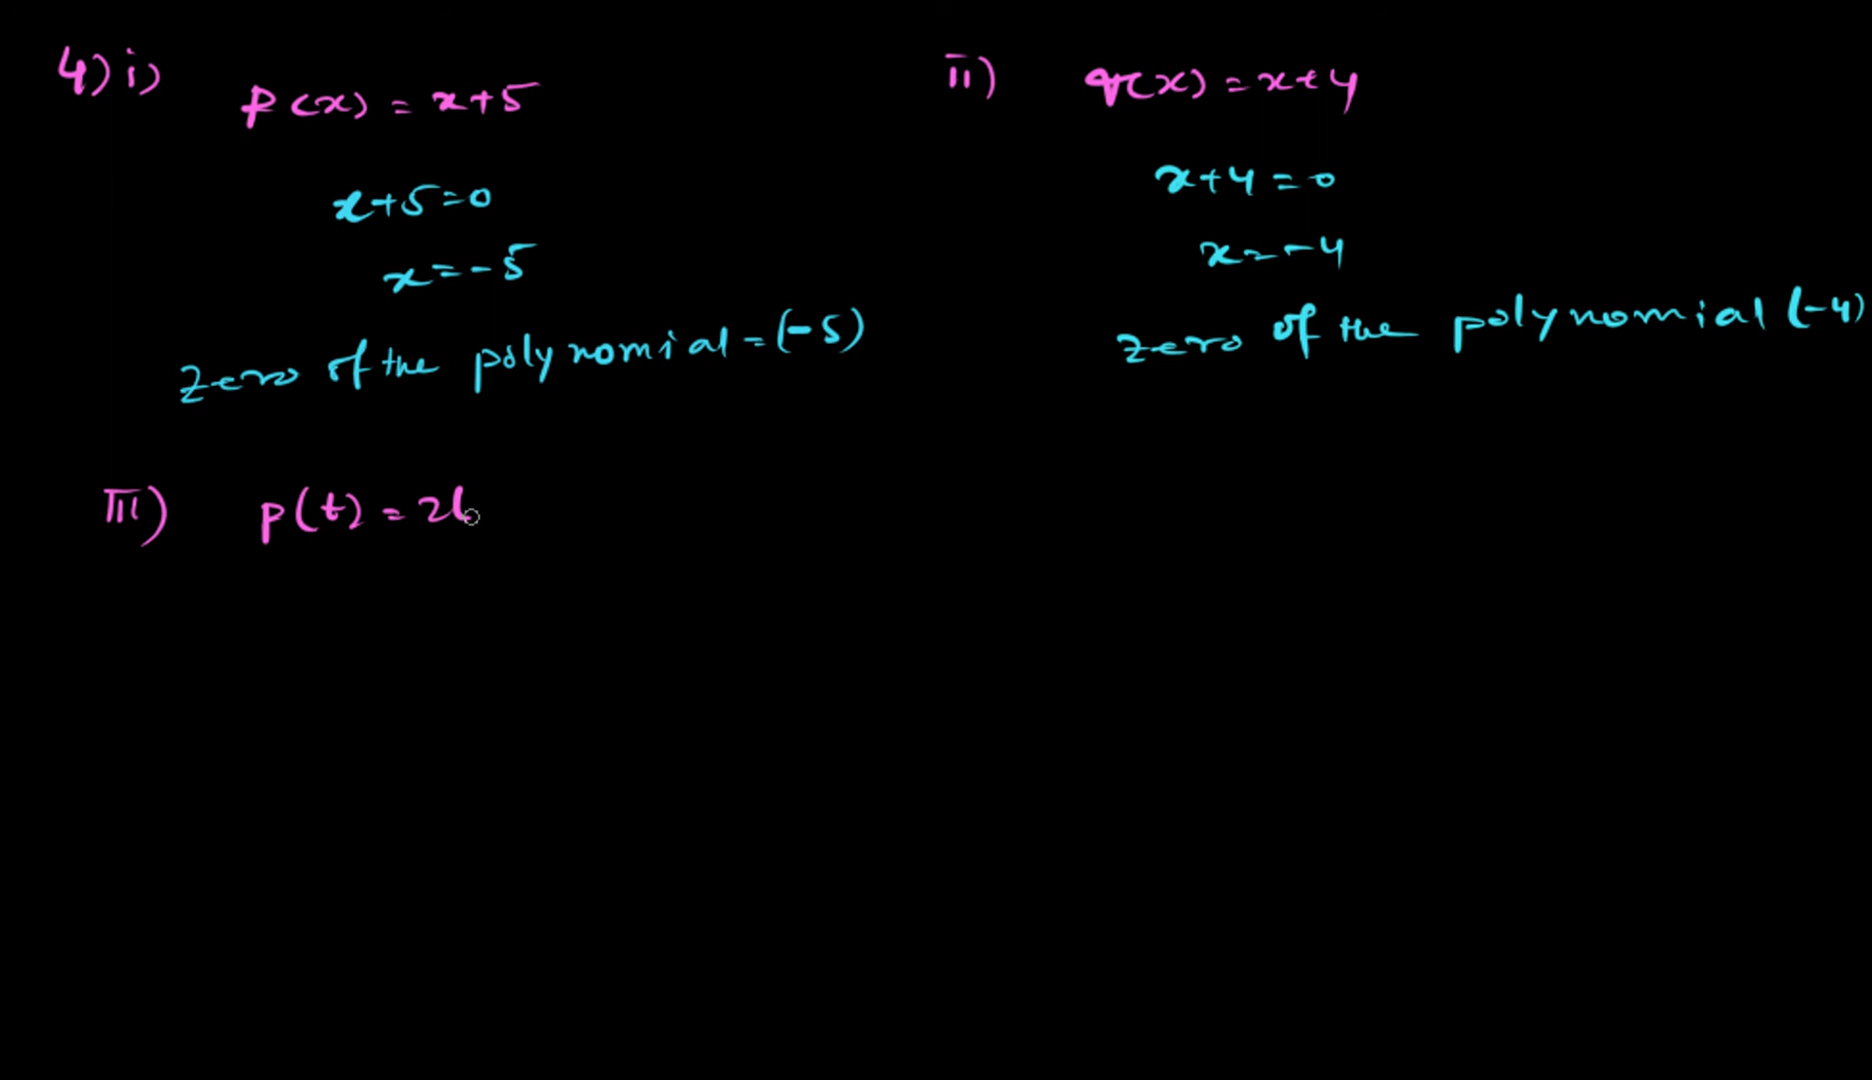 4) i)
p(x) = x+5
x+5=0
x=-5
zero of the polynomial = (-5)
ii)
q(x) = x+4
x+4=0
x=-4
zero of the polynomial (-4)
III)
p(t) = 2